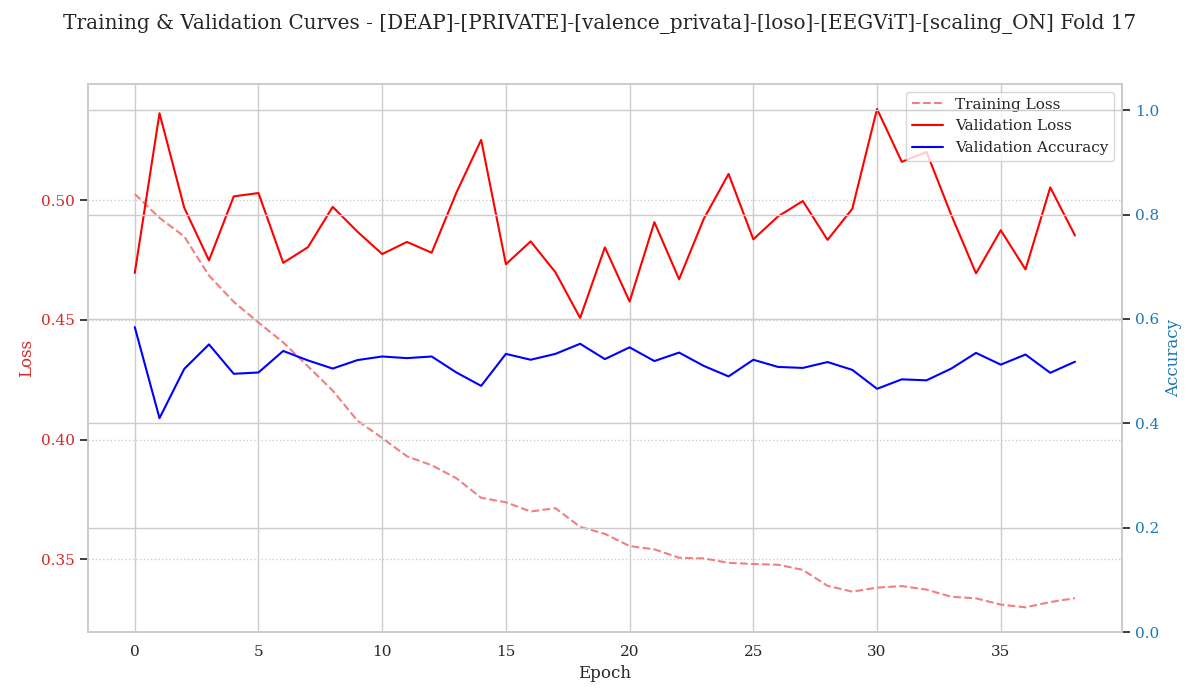 Training & Validation Curves - [DEAP]-[PRIVATE]-[valence_privata]-[loso]-[EEGViT]-[scaling_ON] Fold 17
Training Loss
Validation Loss
Validation Accuracy
0.50
0.45
0.40
0.35
Loss
1.0
0.8
0.6
0.4
0.2
0.0
Accuracy
0 5 10 15 20 25 30 35
Epoch